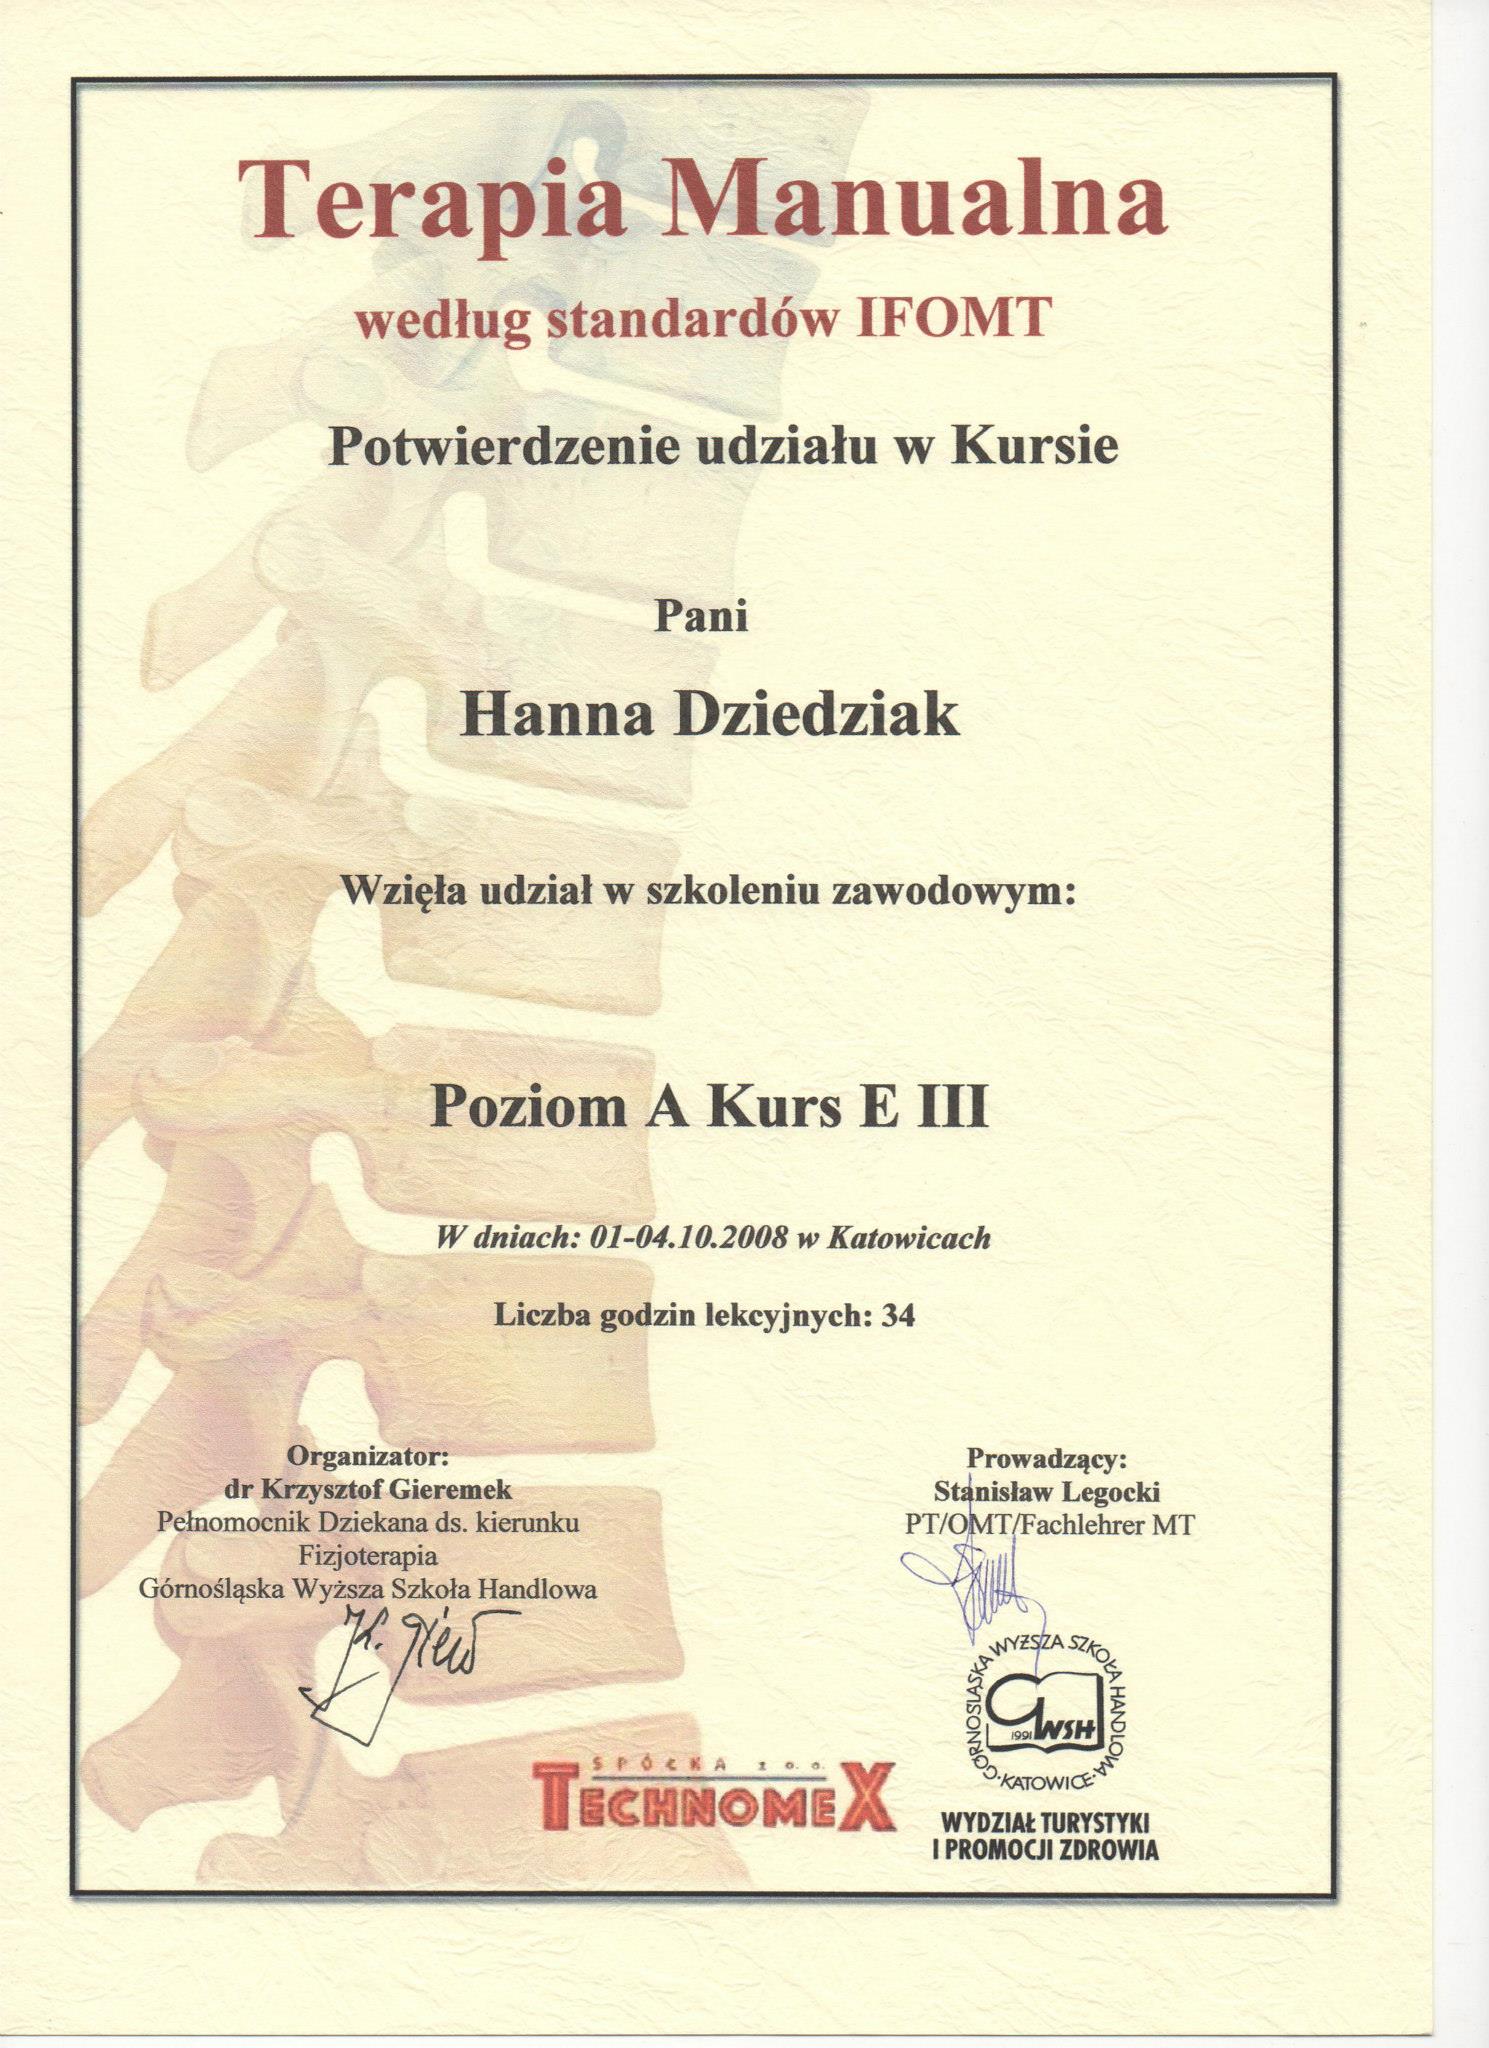 Terapia Manualna
według standardów IFOMT
Potwierdzenie udziału w Kursie
Pani
Hanna Dziedziak
Wzięła udział w szkoleniu zawodowym:
Poziom A Kurs E III
W dniach: 01-04.10.2008 w Katowicach
Liczba godzin lekcyjnych: 34
Organizator:
dr Krzysztof Gieremek
Pełnomocnik Dziekana ds. kierunku
Fizjoterapia
Górnośląska Wyższa Szkoła Handlowa
Prowadzący:
Stanisław Legocki
PT/OMT/Fachlehrer MT
SPÓŁKA z o.o.
TECHNOMEX
GÓRNOŚLĄSKA WYŻSZA SZKOŁA HANDLOWA
KATOWICE
1991 GWSH
WYDZIAŁ TURYSTYKI
I PROMOCJI ZDROWIA